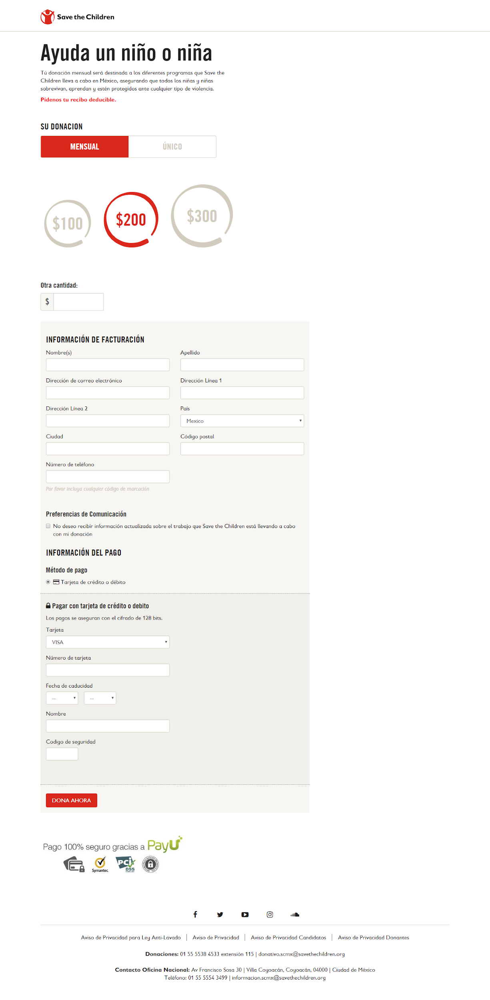 Save the Children
Ayuda un niño o niña
Tú donación mensual será destinada a los diferentes programas que Save the
Children lleva a cabo en México, asegurando que todos los niñas y niñas
sobrevivan, aprendan y estén protegidos ante cualquier tipo de violencia.
Pídenos tu recibo deducible.
SU DONACION
MENSUAL ÚNICO
$100 $200 $300
Otra cantidad:
$
INFORMACIÓN DE FACTURACIÓN
Nombre(s) Apellido
Dirección de correo electrónico Dirección Línea 1
Dirección Línea 2 País
Mexico
Ciudad Código postal
Número de teléfono
Por favor incluya cualquier código de marcación
Preferencias de Comunicación
No deseo recibir información actualizada sobre el trabajo que Save the Children está llevando a cabo
con mi donación
INFORMACIÓN DEL PAGO
Método de pago
Tarjeta de crédito o débito
Pagar con tarjeta de crédito o debito
Los pagos se aseguran con el cifrado de 128 bits.
Tarjeta
VISA
Número de tarjeta
Fecha de caducidad
-- --
Nombre
Codigo de seguridad
DONA AHORA
Pago 100% seguro gracias a PayU
Symantec PCI DSS
Aviso de Privacidad para Ley Anti-Lavado | Aviso de Privacidad | Aviso de Privacidad Candidatos | Aviso de Privacidad Donantes
Donaciones: 01 55 5538 4533 extensión 115 | donativo.scmx@savethechildren.org
Contacto Oficina Nacional: Av Francisco Sosa 30 | Villa Coyoacán, Coyoacán, 04000 | Ciudad de México
Teléfono: 01 55 5554 3499 | informacion.scmx@savethechildren.org